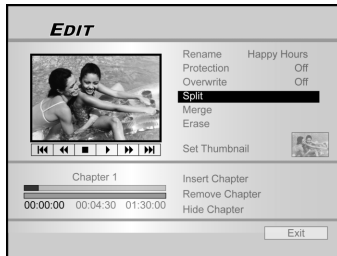 EDIT
Rename Happy Hours
Protection Off
Overwrite Off
Split
Merge
Erase
Set Thumbnail
Chapter 1
00:00:00 00:04:30 01:30:00
Insert Chapter
Remove Chapter
Hide Chapter
Exit